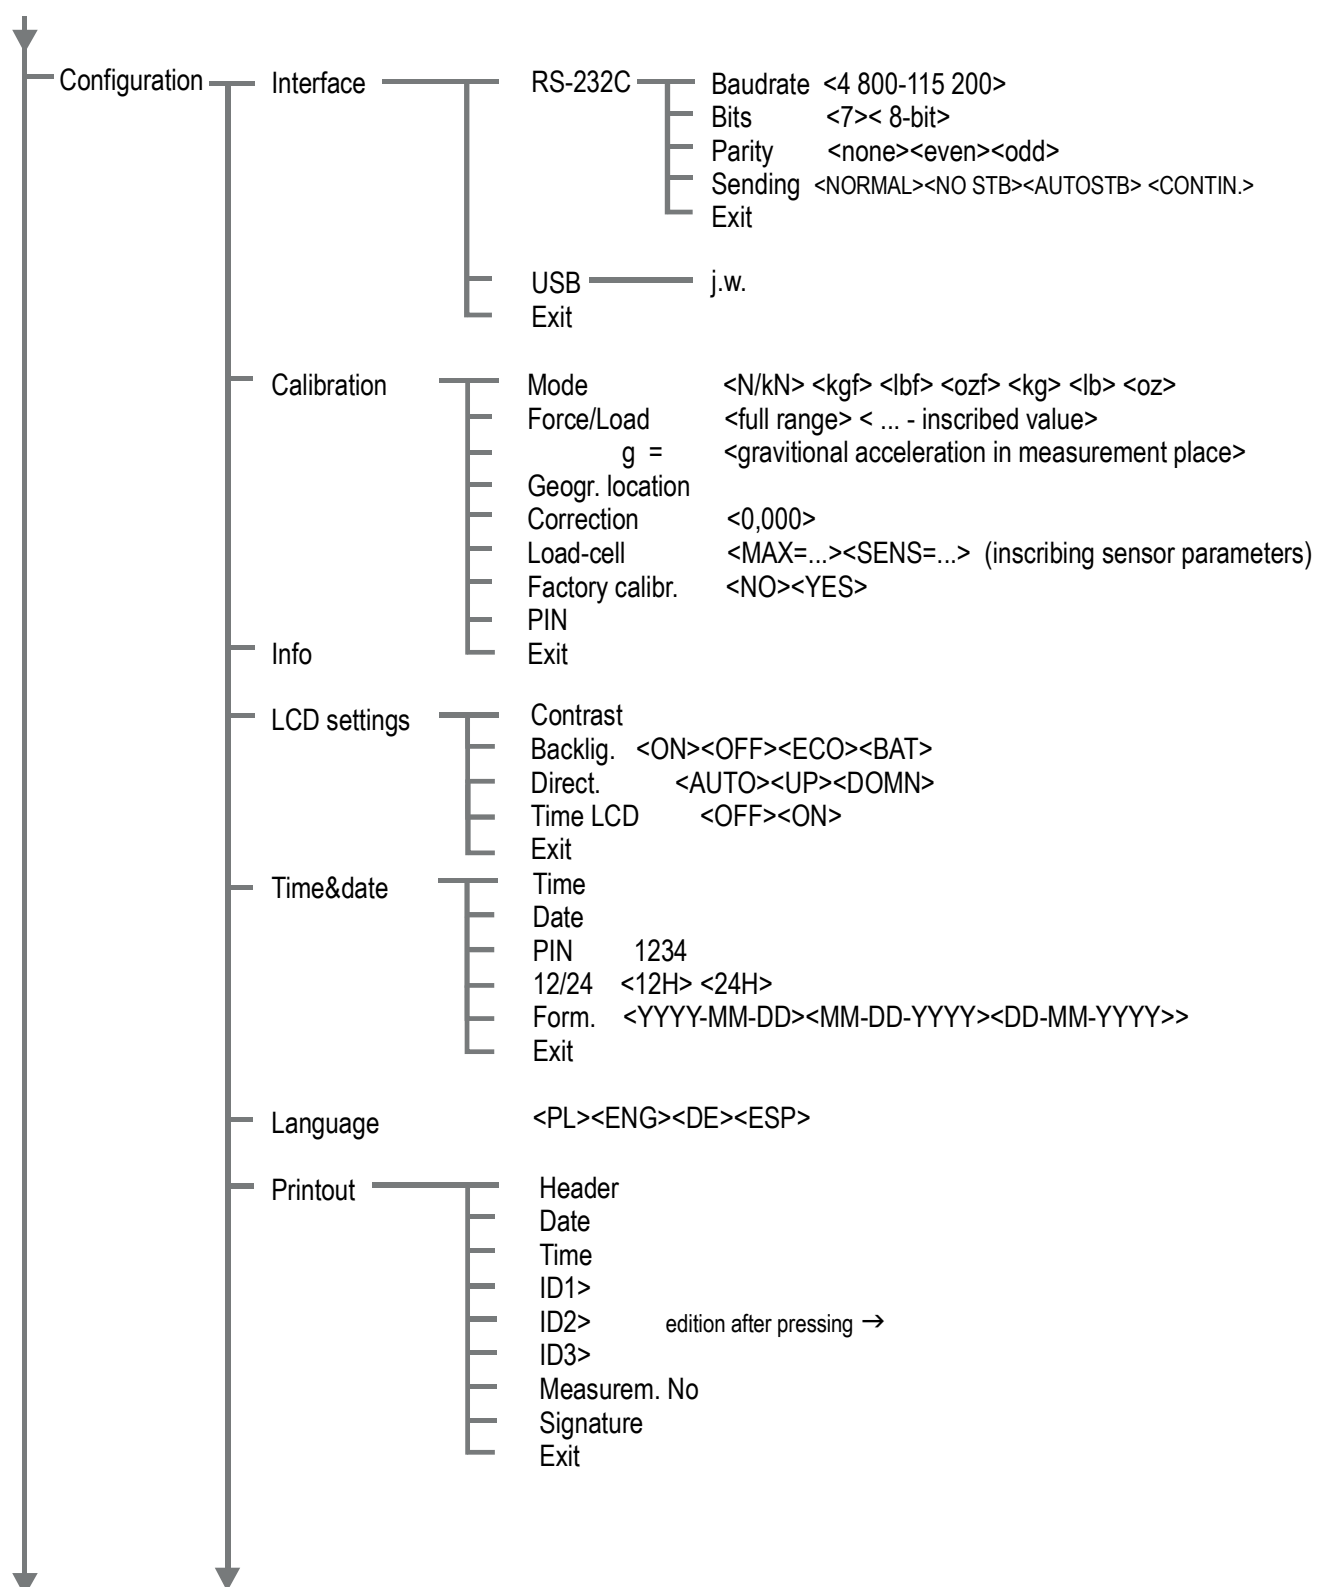 Configuration Interface RS-232C Baudrate <4 800-115 200>
Bits <7>< 8-bit>
Parity <none><even><odd>
Sending <NORMAL><NO STB><AUTOSTB> <CONTIN.>
Exit
USB j.w.
Exit
Calibration Mode <N/kN> <kgf> <lbf> <ozf> <kg> <lb> <oz>
Force/Load <full range> < ... - inscribed value>
g = <gravitional acceleration in measurement place>
Geogr. location
Correction <0,000>
Load-cell <MAX=...><SENS=...> (inscribing sensor parameters)
Factory calibr. <NO><YES>
PIN
Info Exit
LCD settings Contrast
Backlig. <ON><OFF><ECO><BAT>
Direct. <AUTO><UP><DOMN>
Time LCD <OFF><ON>
Exit
Time&date Time
Date
PIN 1234
12/24 <12H> <24H>
Form. <YYYY-MM-DD><MM-DD-YYYY><DD-MM-YYYY>>
Exit
Language <PL><ENG><DE><ESP>
Printout Header
Date
Time
ID1>
ID2> edition after pressing →
ID3>
Measurem. No
Signature
Exit